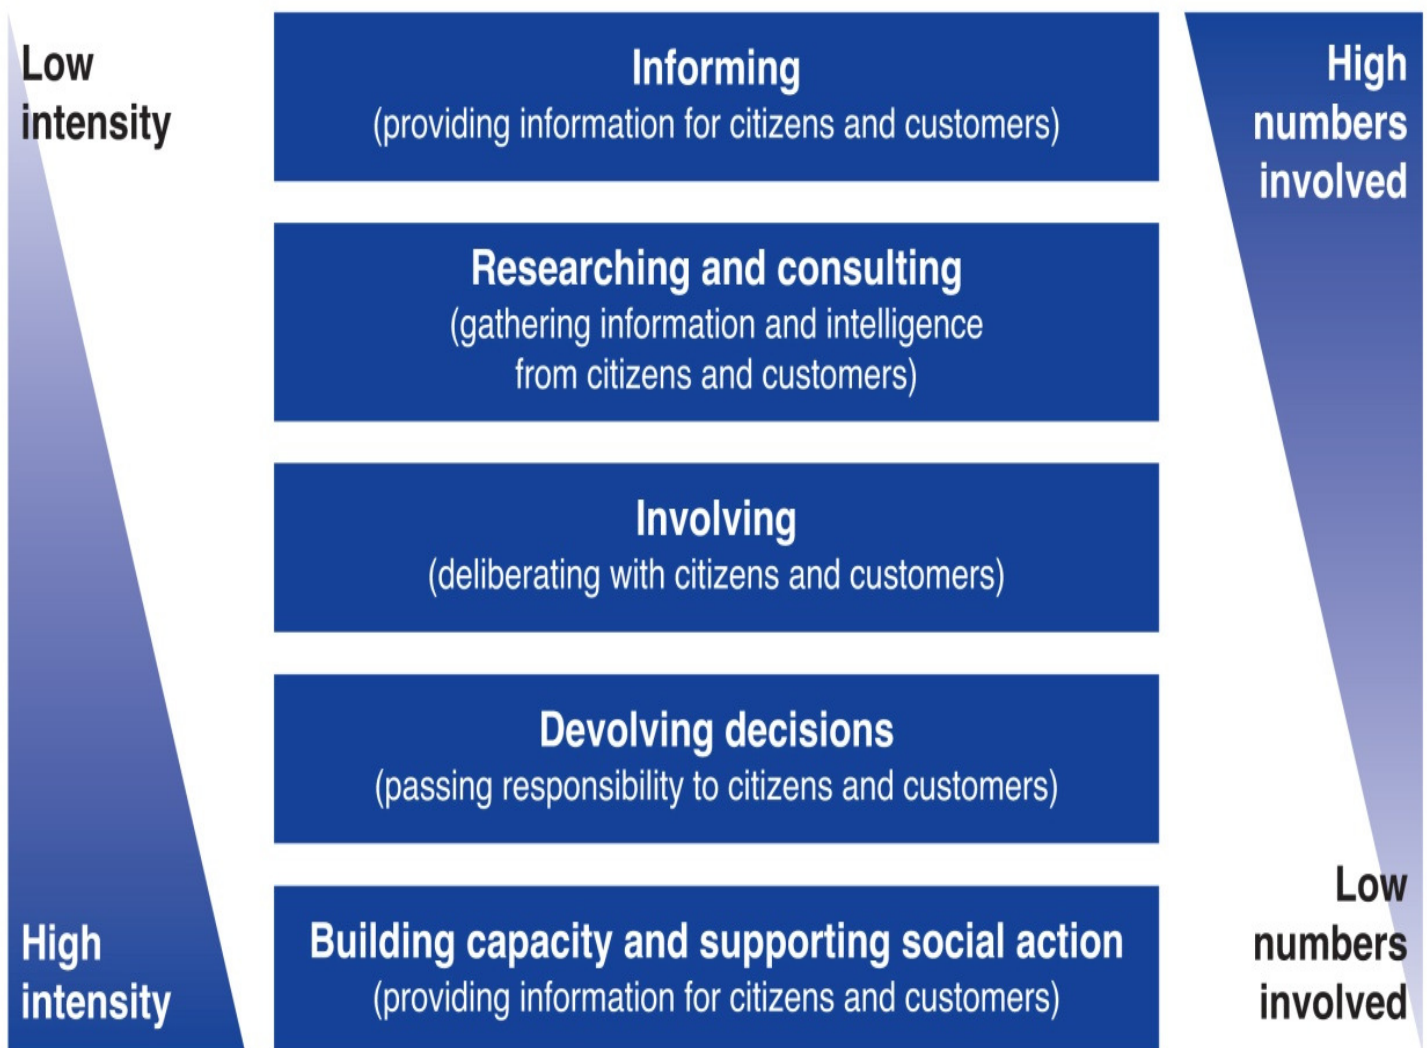 Low
intensity
Informing
(providing information for citizens and customers)
High
numbers
involved
Researching and consulting
(gathering information and intelligence
from citizens and customers)
Involving
(deliberating with citizens and customers)
Devolving decisions
(passing responsibility to citizens and customers)
High
intensity
Building capacity and supporting social action
(providing information for citizens and customers)
Low
numbers
involved